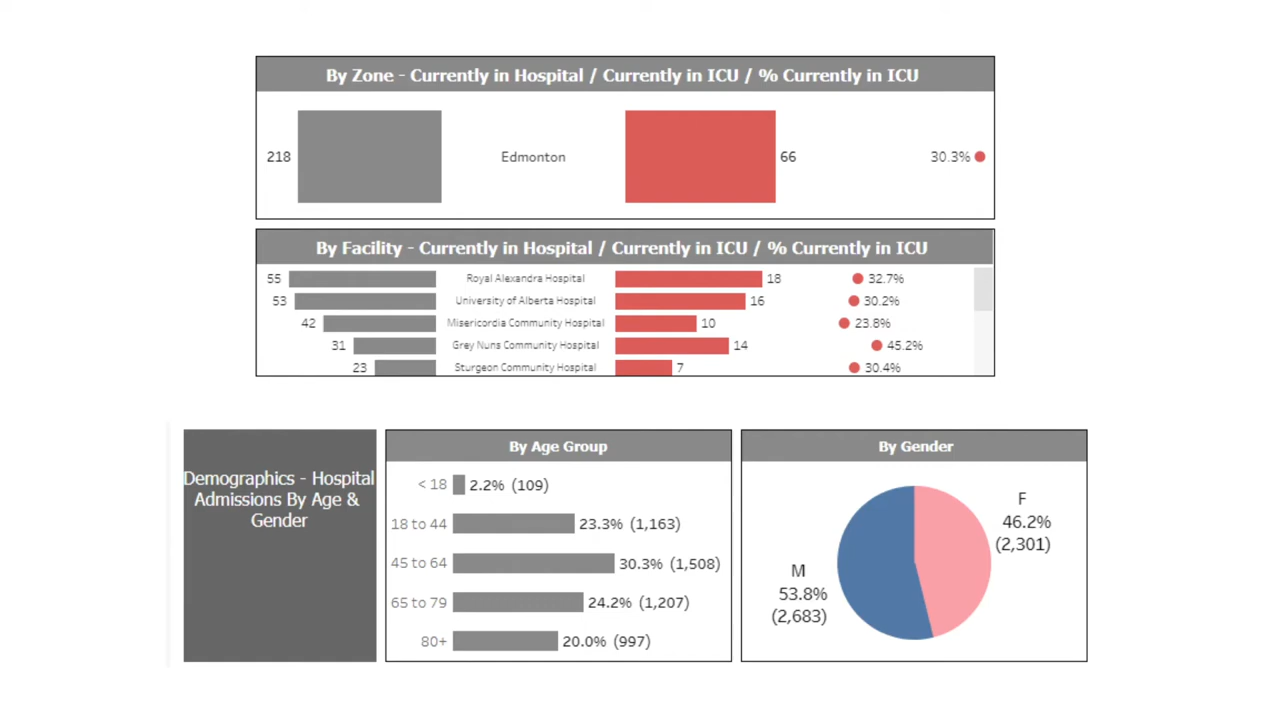 By Zone - Currently in Hospital / Currently in ICU / % Currently in ICU
218 Edmonton 66 30.3%
By Facility - Currently in Hospital / Currently in ICU / % Currently in ICU
55 Royal Alexandra Hospital 18 32.7%
53 University of Alberta Hospital 16 30.2%
42 Misericordia Community Hospital 10 23.8%
31 Grey Nuns Community Hospital 14 45.2%
23 Sturgeon Community Hospital 7 30.4%
Demographics - Hospital
Admissions By Age &
Gender
By Age Group
< 18 2.2% (109)
18 to 44 23.3% (1,163)
45 to 64 30.3% (1,508)
65 to 79 24.2% (1,207)
80+ 20.0% (997)
By Gender
F
46.2%
(2,301)
M
53.8%
(2,683)